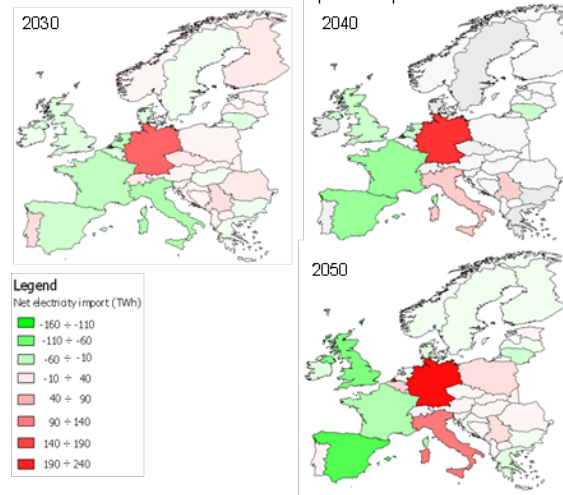 2030
2040
2050
Legend
Net electricity import (TWh)
-160 ÷ -110
-110 ÷ -60
-60 ÷ -10
-10 ÷ 40
40 ÷ 90
90 ÷ 140
140 ÷ 190
190 ÷ 240